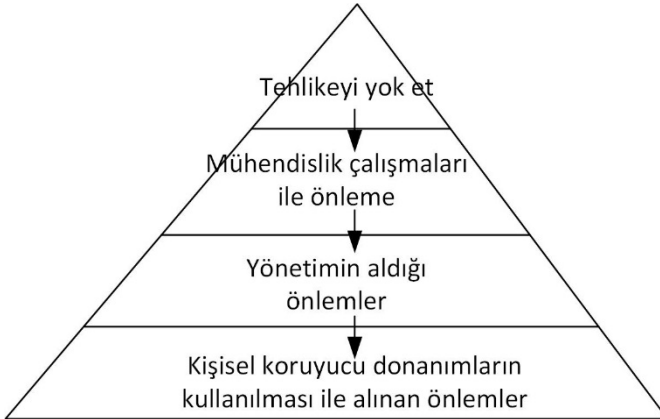 Tehlikeyi yok et
Mühendislik çalışmaları
ile önleme
Yönetimin aldığı
önlemler
Kişisel koruyucu donanımların
kullanılması ile alınan önlemler